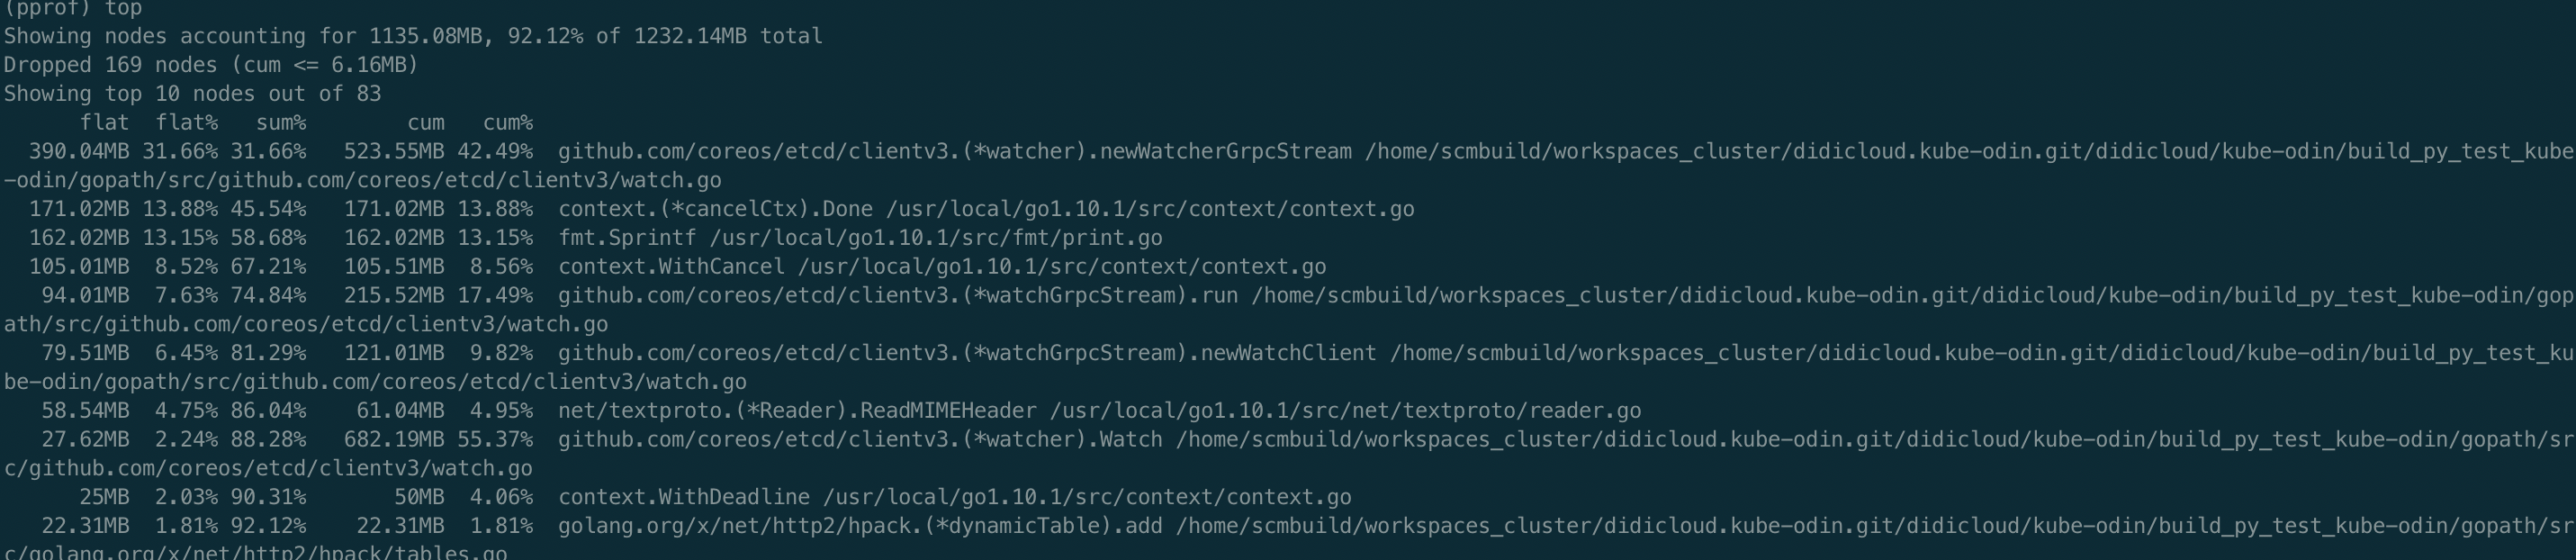 (pprof) top
Showing nodes accounting for 1135.08MB, 92.12% of 1232.14MB total
Dropped 169 nodes (cum <= 6.16MB)
Showing top 10 nodes out of 83
      flat  flat%   sum%        cum   cum%
  390.04MB 31.66% 31.66%   523.55MB 42.49%  github.com/coreos/etcd/clientv3.(*watcher).newWatcherGrpcStream /home/scmbuild/workspaces_cluster/didicloud.kube-odin.git/didicloud/kube-odin/build_py_test_kube
-odin/gopath/src/github.com/coreos/etcd/clientv3/watch.go
  171.02MB 13.88% 45.54%   171.02MB 13.88%  context.(*cancelCtx).Done /usr/local/go1.10.1/src/context/context.go
  162.02MB 13.15% 58.68%   162.02MB 13.15%  fmt.Sprintf /usr/local/go1.10.1/src/fmt/print.go
  105.01MB  8.52% 67.21%   105.51MB  8.56%  context.WithCancel /usr/local/go1.10.1/src/context/context.go
   94.01MB  7.63% 74.84%   215.52MB 17.49%  github.com/coreos/etcd/clientv3.(*watchGrpcStream).run /home/scmbuild/workspaces_cluster/didicloud.kube-odin.git/didicloud/kube-odin/build_py_test_kube-odin/gop
ath/src/github.com/coreos/etcd/clientv3/watch.go
   79.51MB  6.45% 81.29%   121.01MB  9.82%  github.com/coreos/etcd/clientv3.(*watchGrpcStream).newWatchClient /home/scmbuild/workspaces_cluster/didicloud.kube-odin.git/didicloud/kube-odin/build_py_test_ku
be-odin/gopath/src/github.com/coreos/etcd/clientv3/watch.go
   58.54MB  4.75% 86.04%    61.04MB  4.95%  net/textproto.(*Reader).ReadMIMEHeader /usr/local/go1.10.1/src/net/textproto/reader.go
   27.62MB  2.24% 88.28%   682.19MB 55.37%  github.com/coreos/etcd/clientv3.(*watcher).Watch /home/scmbuild/workspaces_cluster/didicloud.kube-odin.git/didicloud/kube-odin/build_py_test_kube-odin/gopath/sr
c/github.com/coreos/etcd/clientv3/watch.go
      25MB  2.03% 90.31%       50MB  4.06%  context.WithDeadline /usr/local/go1.10.1/src/context/context.go
   22.31MB  1.81% 92.12%    22.31MB  1.81%  golang.org/x/net/http2/hpack.(*dynamicTable).add /home/scmbuild/workspaces_cluster/didicloud.kube-odin.git/didicloud/kube-odin/build_py_test_kube-odin/gopath/sr
c/golang.org/x/net/http2/hpack/tables.go